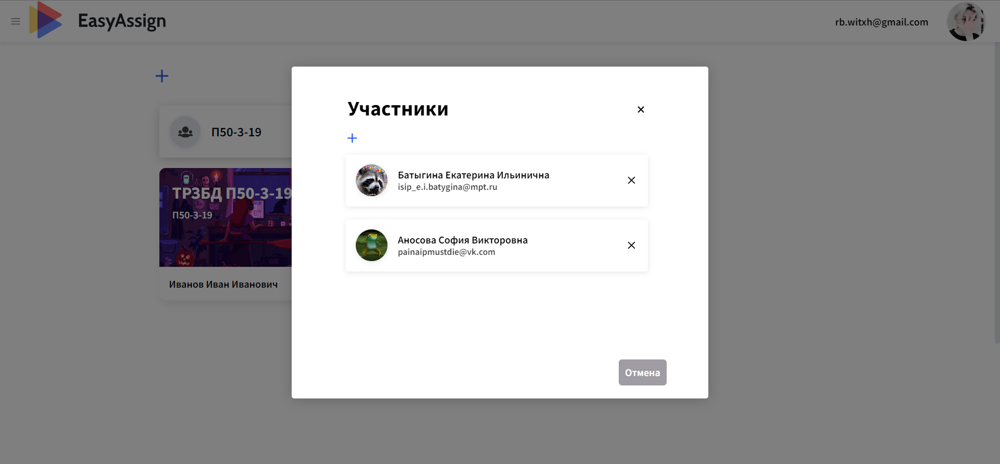 EasyAssign
rb.witxh@gmail.com
П50-3-19
ТРЗБД П50-3-19
П50-3-19
Иванов Иван Иванович
Участники
Батыгина Екатерина Ильинична
isip_e.i.batygina@mpt.ru
Аносова София Викторовна
painaipmustdie@vk.com
Отмена